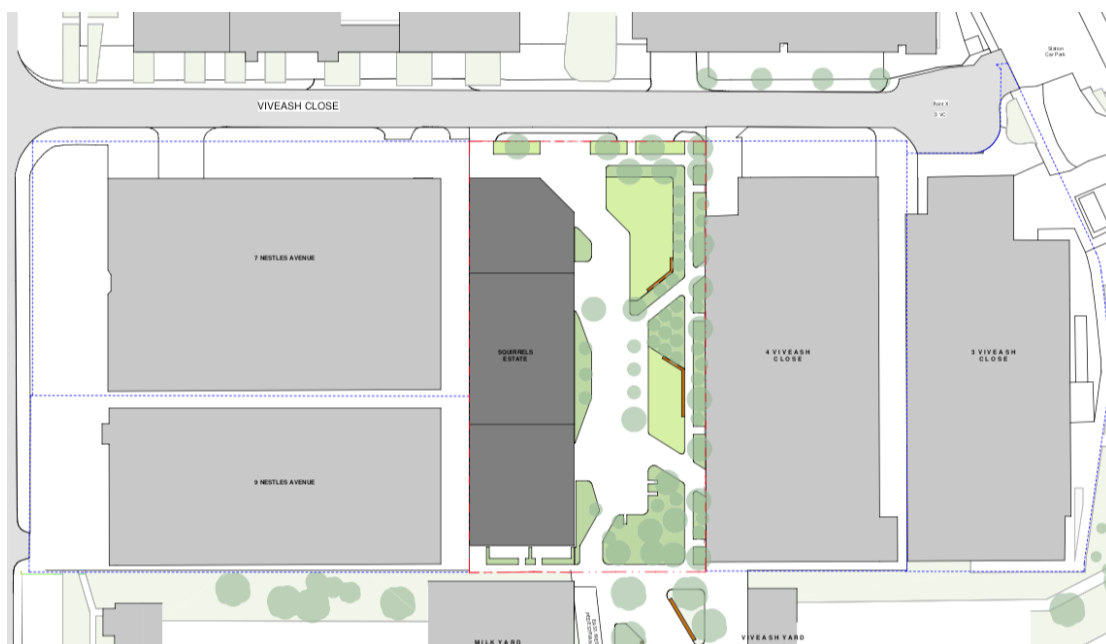 Station
Car Park
VIVEASH CLOSE
7 NESTLES AVENUE
SQUIRRELS
ESTATE
4 VIVEASH
CLOSE
3 VIVEASH
CLOSE
9 NESTLES AVENUE
MILK YARD
VIVEASH YARD